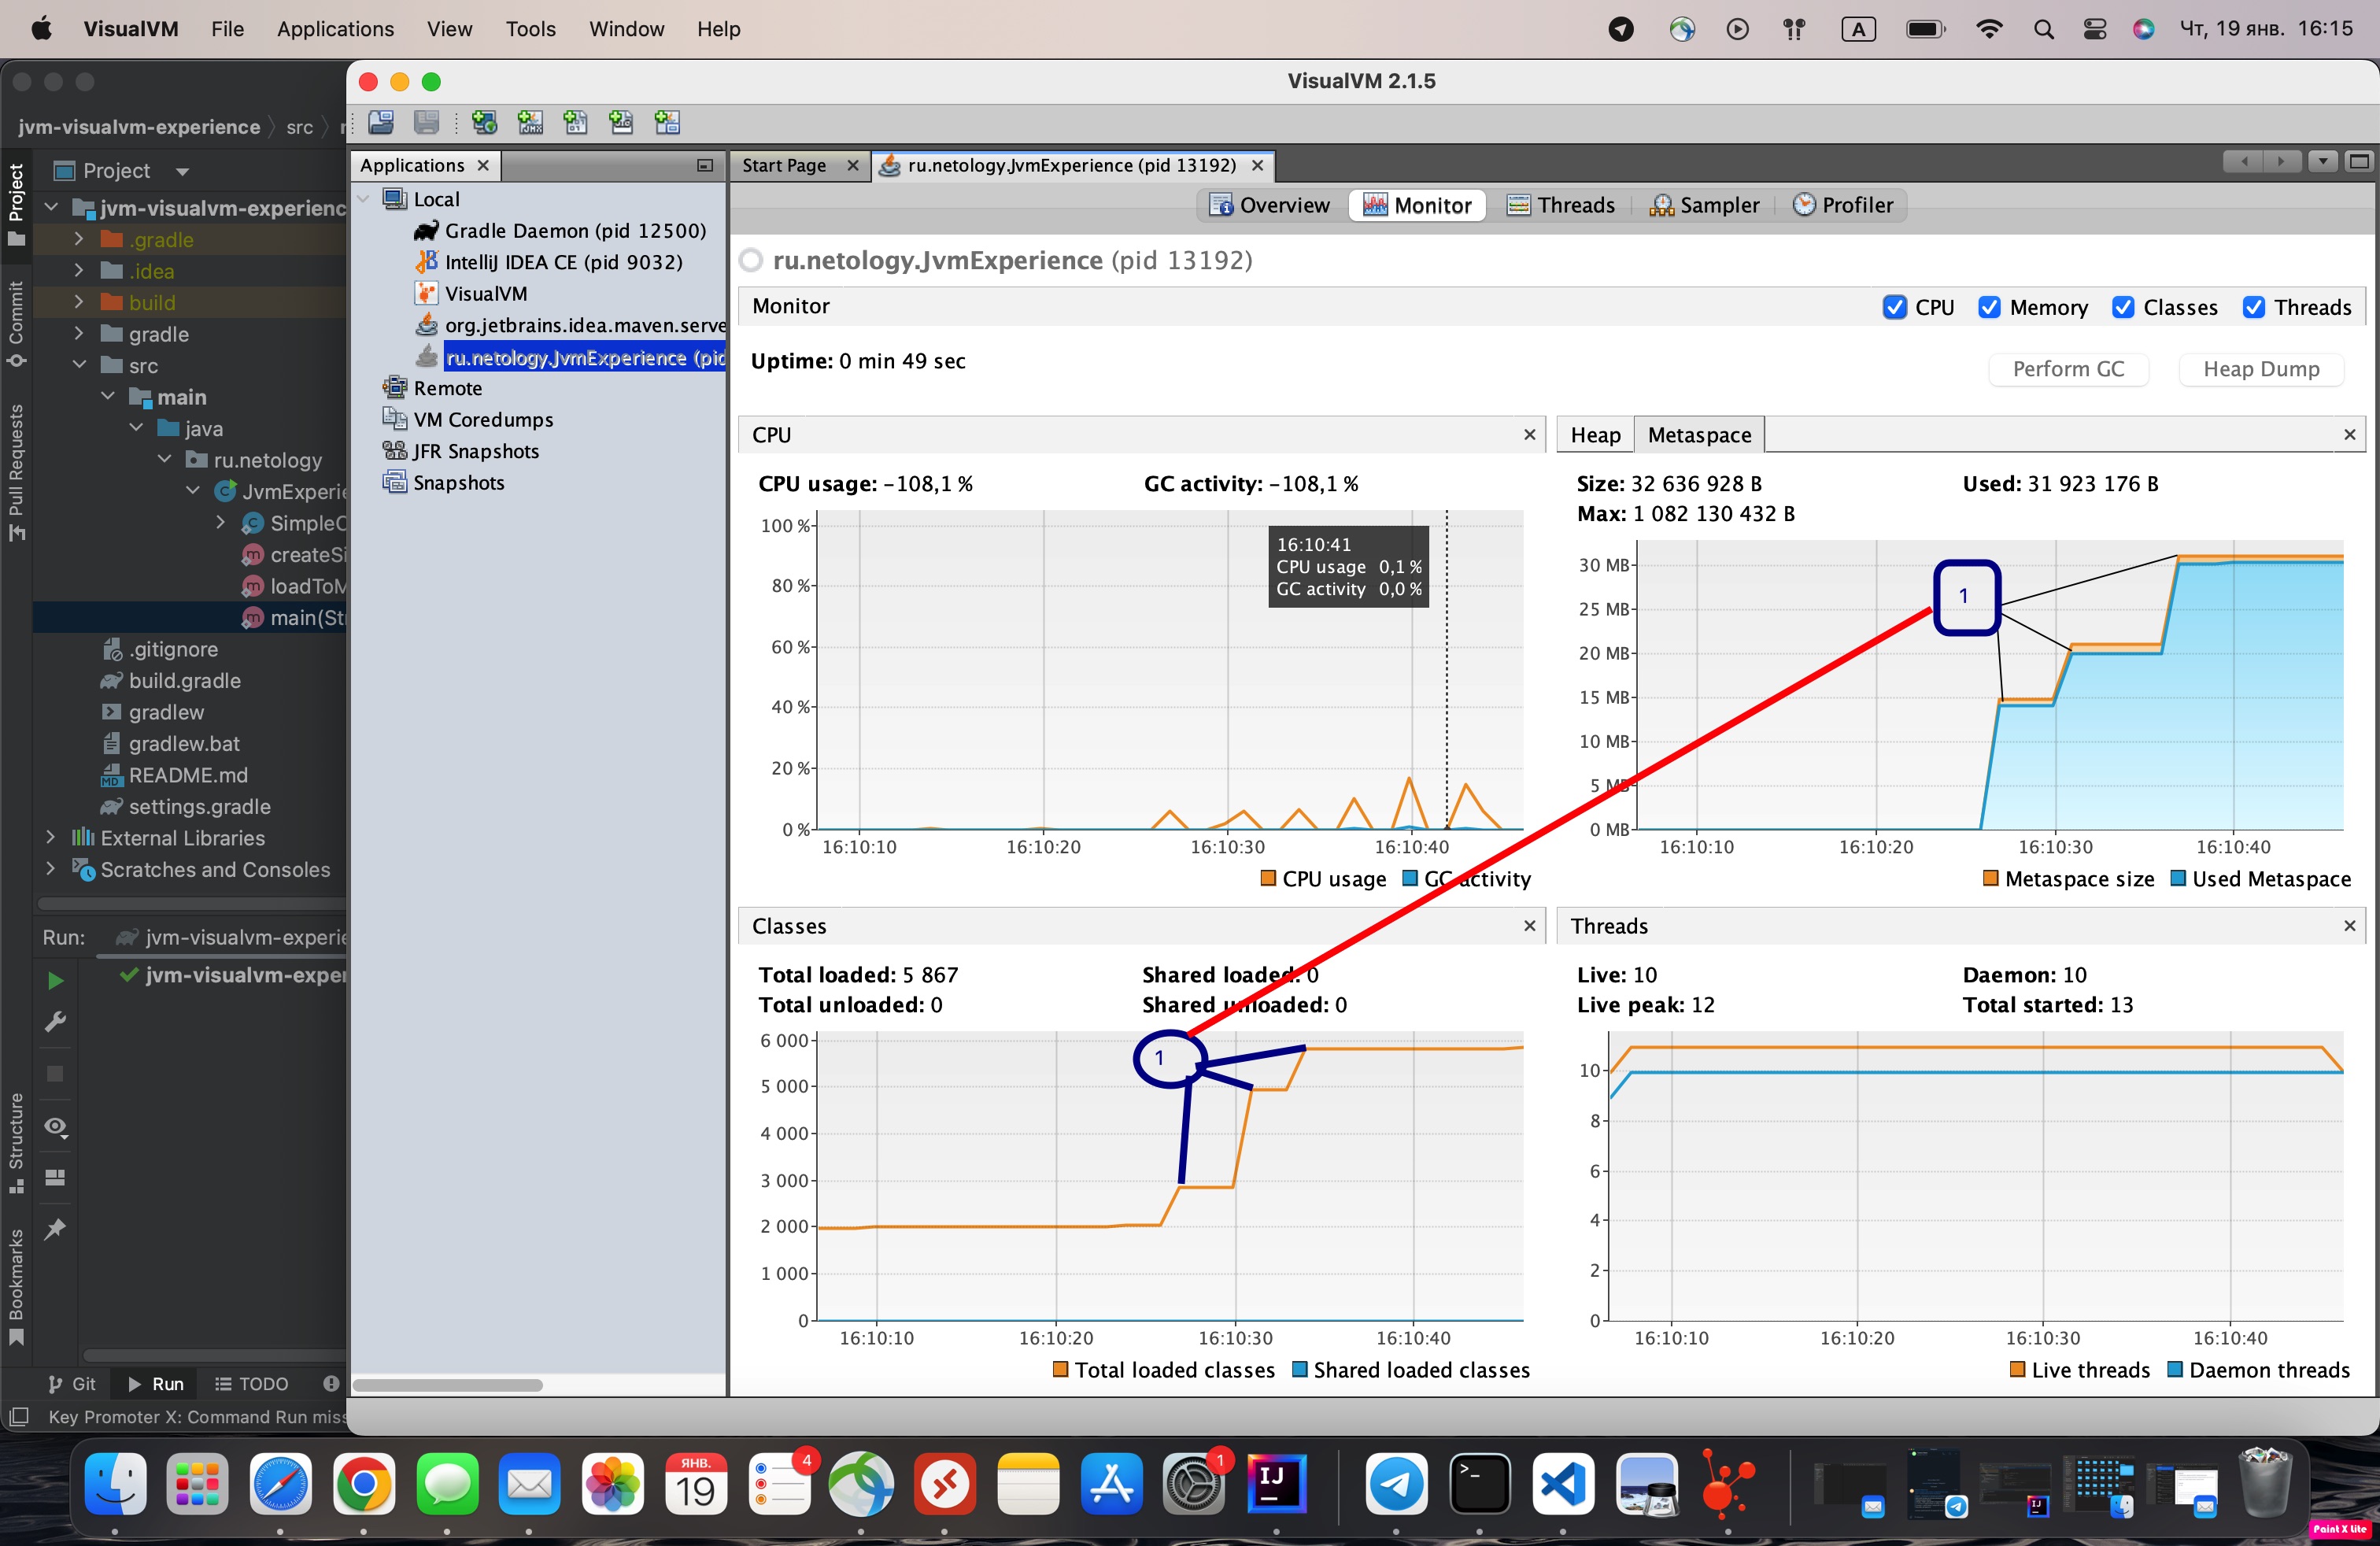 VisualVM File Applications View Tools Window Help
A Чт, 19 янв. 16:15
VisualVM 2.1.5
jvm-visualvm-experience src
Project
Commit
Pull Requests
Structure
Bookmarks
Project
jvm-visualvm-experienc
.gradle
.idea
build
gradle
src
main
java
ru.netology
JvmExperie
SimpleC
createSi
loadToM
main(St
.gitignore
build.gradle
gradlew
gradlew.bat
README.md
settings.gradle
External Libraries
Scratches and Consoles
Run: jvm-visualvm-experie
jvm-visualvm-exper
Git Run TODO
Key Promoter X: Command Run miss
Applications
Local
Gradle Daemon (pid 12500)
IntelliJ IDEA CE (pid 9032)
VisualVM
org.jetbrains.idea.maven.serve
ru.netology.JvmExperience (pid
Remote
VM Coredumps
JFR Snapshots
Snapshots
Start Page ru.netology.JvmExperience (pid 13192)
Overview Monitor Threads Sampler Profiler
ru.netology.JvmExperience (pid 13192)
Monitor CPU Memory Classes Threads
Uptime: 0 min 49 sec
Perform GC Heap Dump
CPU
CPU usage: –108,1 % GC activity: –108,1 %
100 %
80 %
60 %
40 %
20 %
0 %
16:10:41
CPU usage 0,1 %
GC activity 0,0 %
16:10:10 16:10:20 16:10:30 16:10:40
CPU usage GC activity
Heap Metaspace
Size: 32 636 928 B Used: 31 923 176 B
Max: 1 082 130 432 B
30 MB
25 MB
20 MB
15 MB
10 MB
5 MB
0 MB
1
16:10:10 16:10:20 16:10:30 16:10:40
Metaspace size Used Metaspace
Classes
Total loaded: 5 867 Shared loaded: 0
Total unloaded: 0 Shared unloaded: 0
6 000
5 000
4 000
3 000
2 000
1 000
0
1
16:10:10 16:10:20 16:10:30 16:10:40
Total loaded classes Shared loaded classes
Threads
Live: 10 Daemon: 10
Live peak: 12 Total started: 13
10
8
6
4
2
0
16:10:10 16:10:20 16:10:30 16:10:40
Live threads Daemon threads
ЯНВ.
19
4
1
IJ
Paint X lite